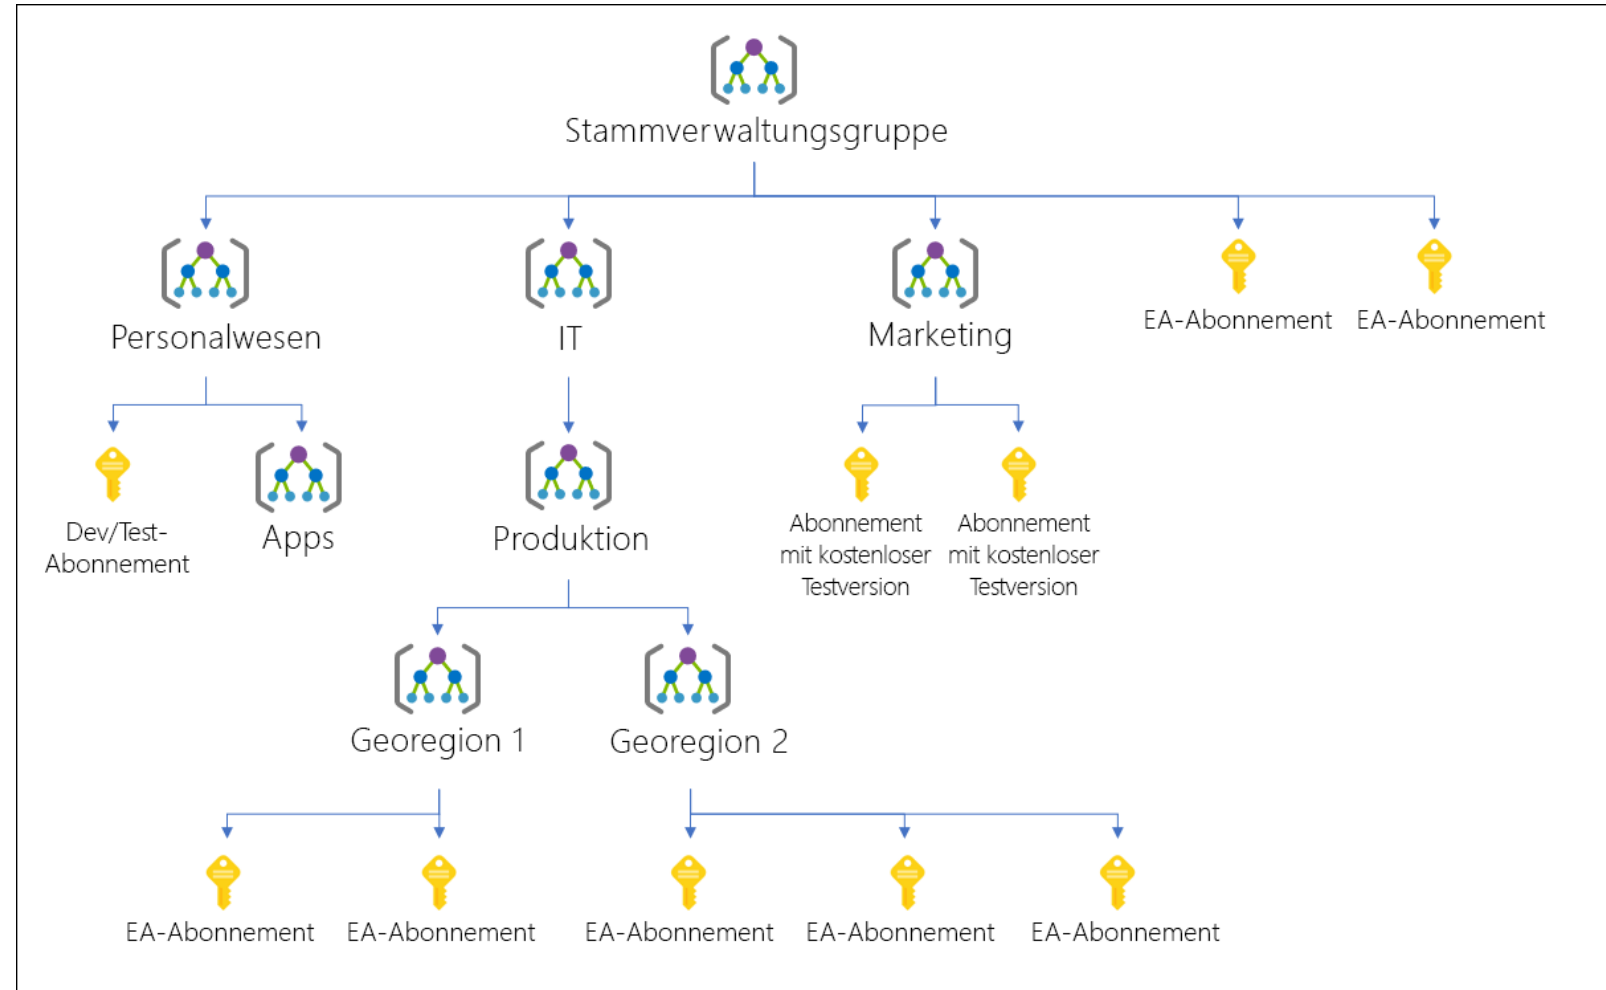 Stammverwaltungsgruppe
Personalwesen
IT
Marketing
EA-Abonnement
EA-Abonnement
Dev/Test-
Abonnement
Apps
Produktion
Abonnement
mit kostenloser
Testversion
Abonnement
mit kostenloser
Testversion
Georegion 1
Georegion 2
EA-Abonnement
EA-Abonnement
EA-Abonnement
EA-Abonnement
EA-Abonnement